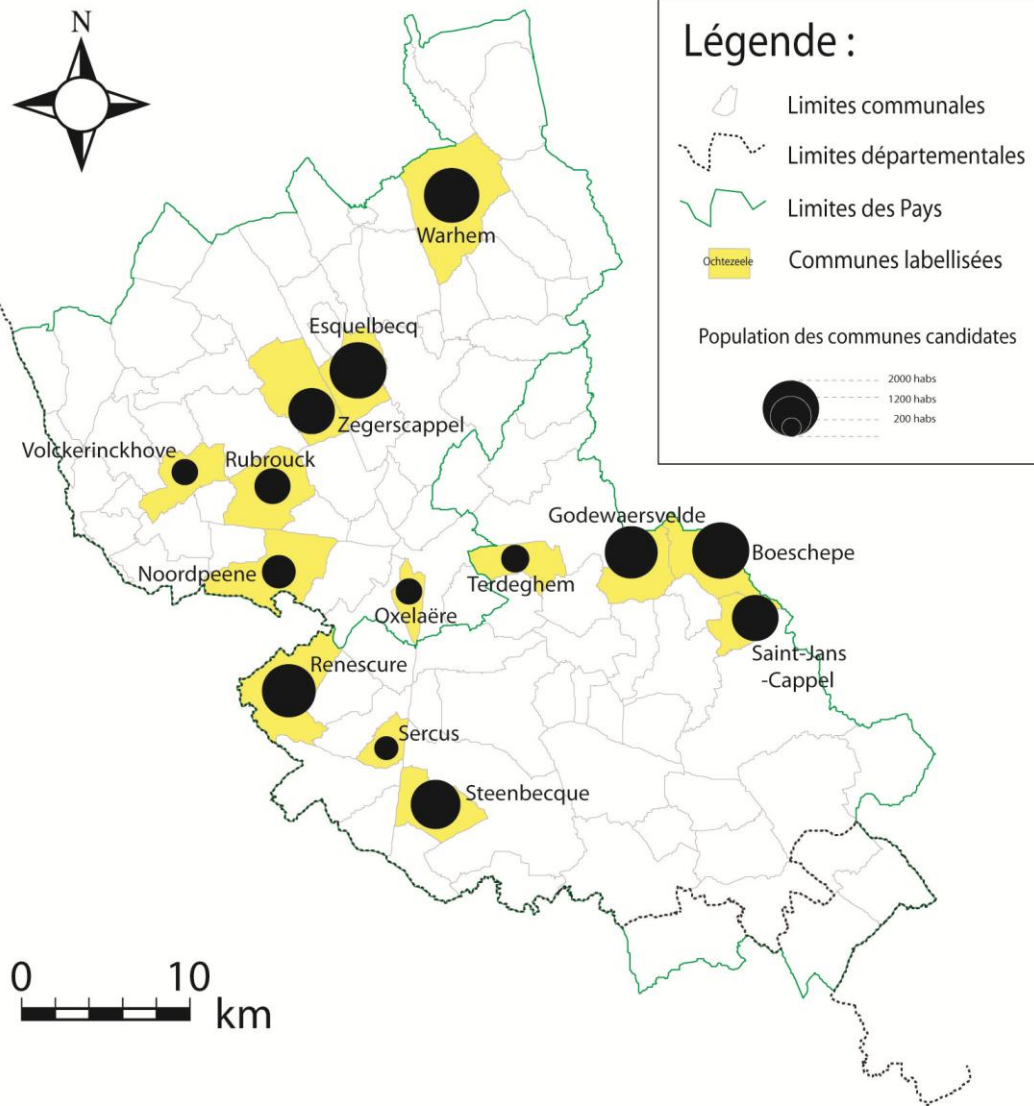 N
Légende :
Limites communales
Limites départementales
Limites des Pays
Ochtezeele
Communes labellisées
Population des communes candidates
2000 habs
1200 habs
200 habs
Warhem
Esquelbecq
Zegerscappel
Volckerinckhove
Rubrouck
Godewaersvelde
Boeschepe
Noordpeene
Terdeghem
Oxelaëre
Saint-Jans
-Cappel
Renescure
Sercus
Steenbecque
0 10
km